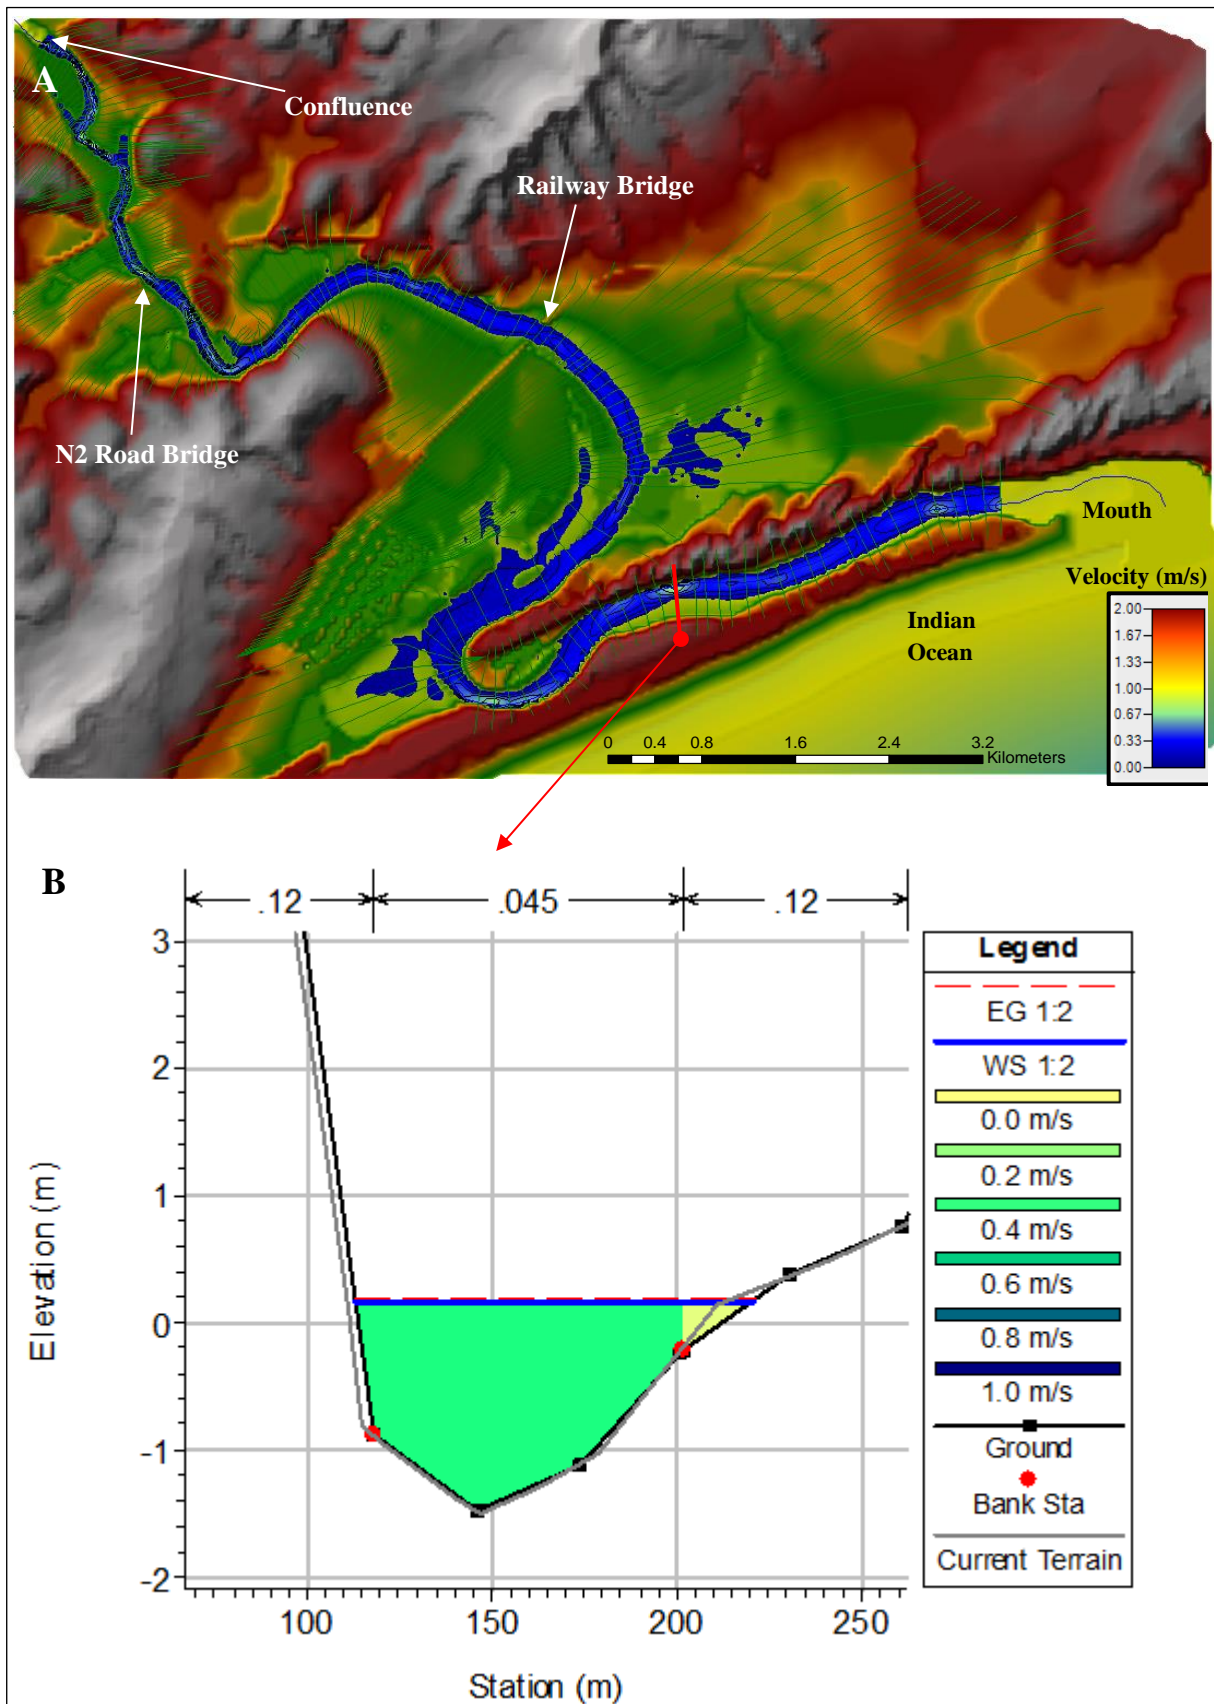 A
Confluence
Railway Bridge
N2 Road Bridge
Mouth
Velocity (m/s)
Indian
Ocean
2.00
1.67
1.33
1.00
0.67
0.33
0.00
0 0.4 0.8 1.6 2.4 3.2
Kilometers
B
.12 .045 .12
3
2
1
0
-1
-2
Elevation (m)
100 150 200 250
Station (m)
Legend
EG 1:2
WS 1:2
0.0 m/s
0.2 m/s
0.4 m/s
0.6 m/s
0.8 m/s
1.0 m/s
Ground
Bank Sta
Current Terrain